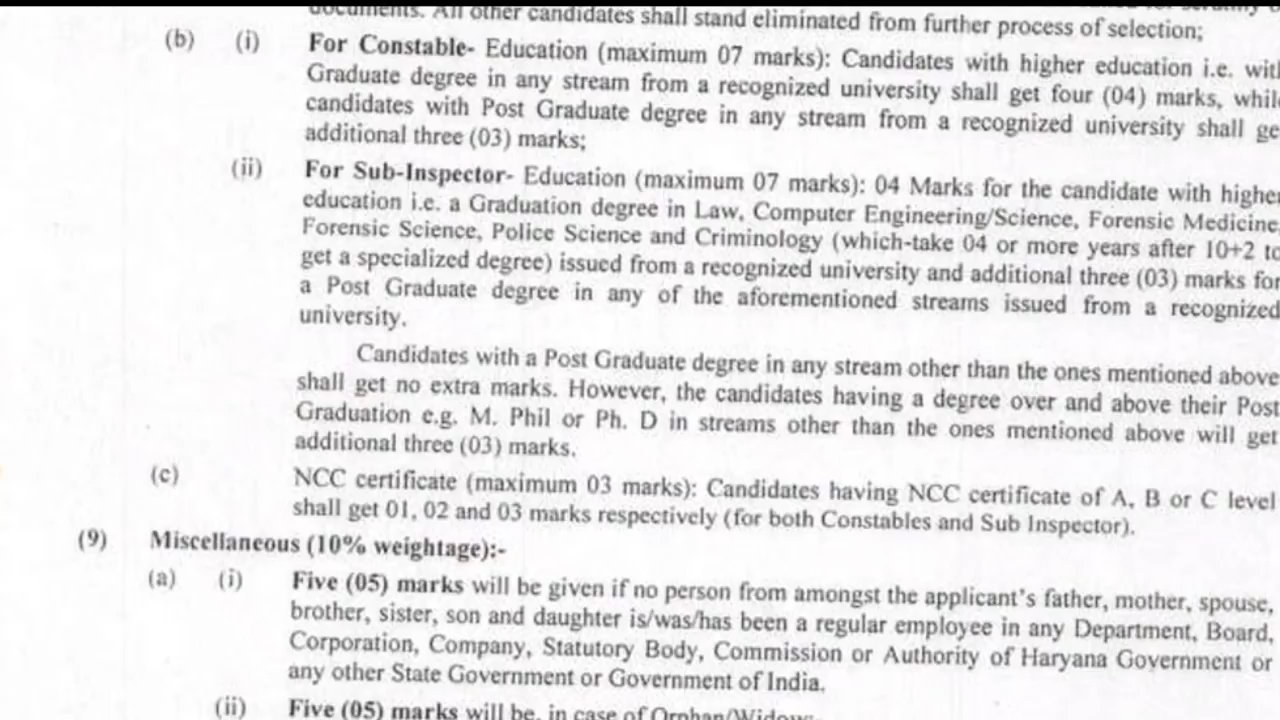 documents. All other candidates shall stand eliminated from further process of selection;
(b) (i) For Constable- Education (maximum 07 marks): Candidates with higher education i.e. with
Graduate degree in any stream from a recognized university shall get four (04) marks, while
candidates with Post Graduate degree in any stream from a recognized university shall ge
additional three (03) marks;
(ii) For Sub-Inspector- Education (maximum 07 marks): 04 Marks for the candidate with higher
education i.e. a Graduation degree in Law, Computer Engineering/Science, Forensic Medicine,
Forensic Science, Police Science and Criminology (which-take 04 or more years after 10+2 to
get a specialized degree) issued from a recognized university and additional three (03) marks for
a Post Graduate degree in any of the aforementioned streams issued from a recognized
university.
Candidates with a Post Graduate degree in any stream other than the ones mentioned above
shall get no extra marks. However, the candidates having a degree over and above their Post
Graduation e.g. M. Phil or Ph. D in streams other than the ones mentioned above will get
additional three (03) marks.
(c) NCC certificate (maximum 03 marks): Candidates having NCC certificate of A, B or C level
shall get 01, 02 and 03 marks respectively (for both Constables and Sub Inspector).
(9) Miscellaneous (10% weightage):-
(a) (i) Five (05) marks will be given if no person from amongst the applicant's father, mother, spouse,
brother, sister, son and daughter is/was/has been a regular employee in any Department, Board,
Corporation, Company, Statutory Body, Commission or Authority of Haryana Government or
any other State Government or Government of India.
(ii) Five (05) marks will be, in case of Orphan/Widow:-